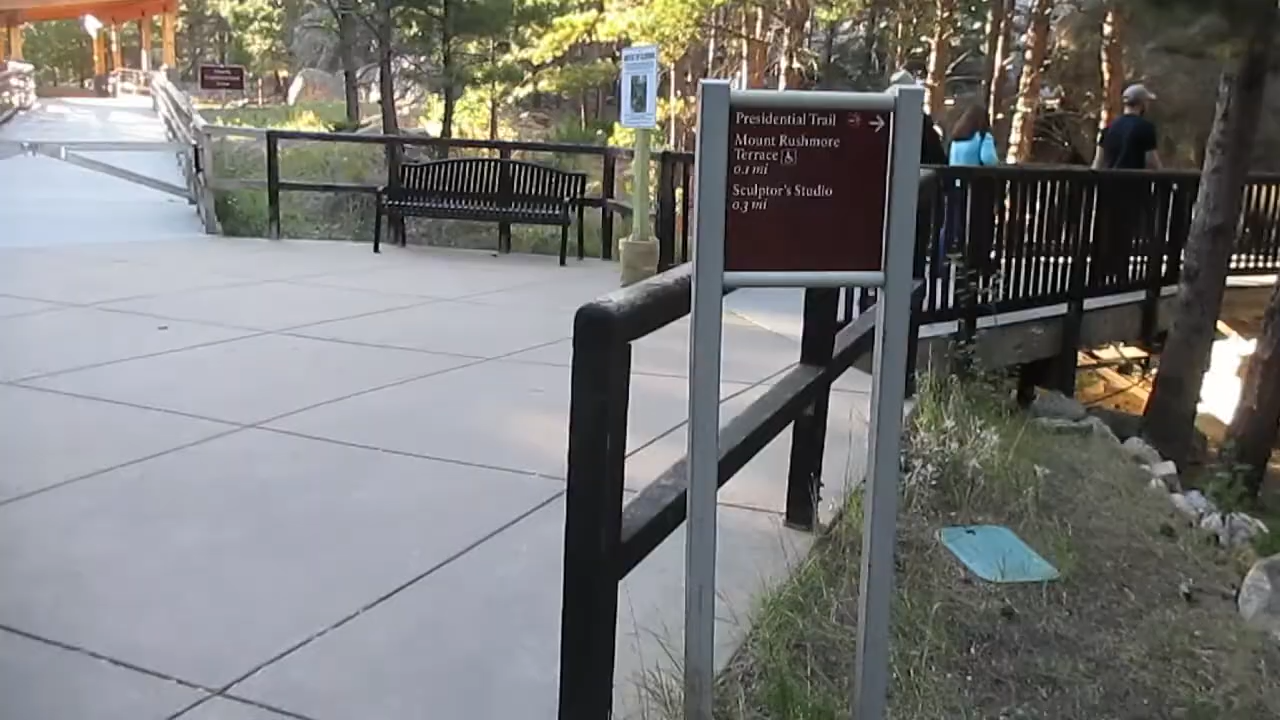 Presidential Trail
Mount Rushmore
Terrace
0.1 mi
Sculptor's Studio
0.3 mi